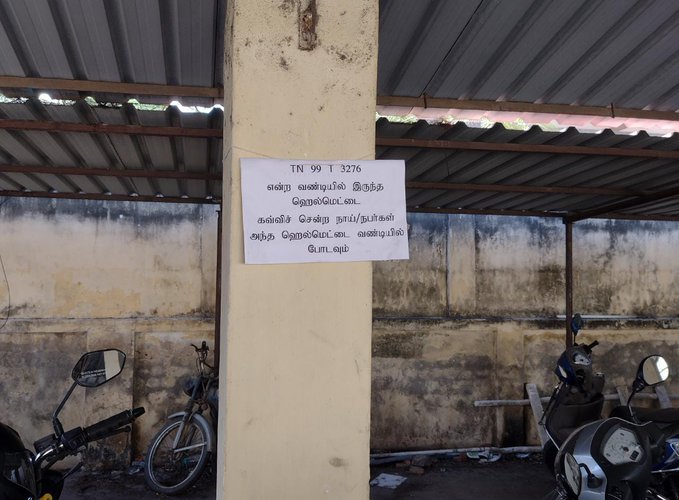 TN 99 T 3276
என்ற வண்டியில் இருந்த
ஹெல்மெட்டை
கவ்விச் சென்ற நாய்/நபர்கள்
அந்த ஹெல்மெட்டை வண்டியில்
போடவும்